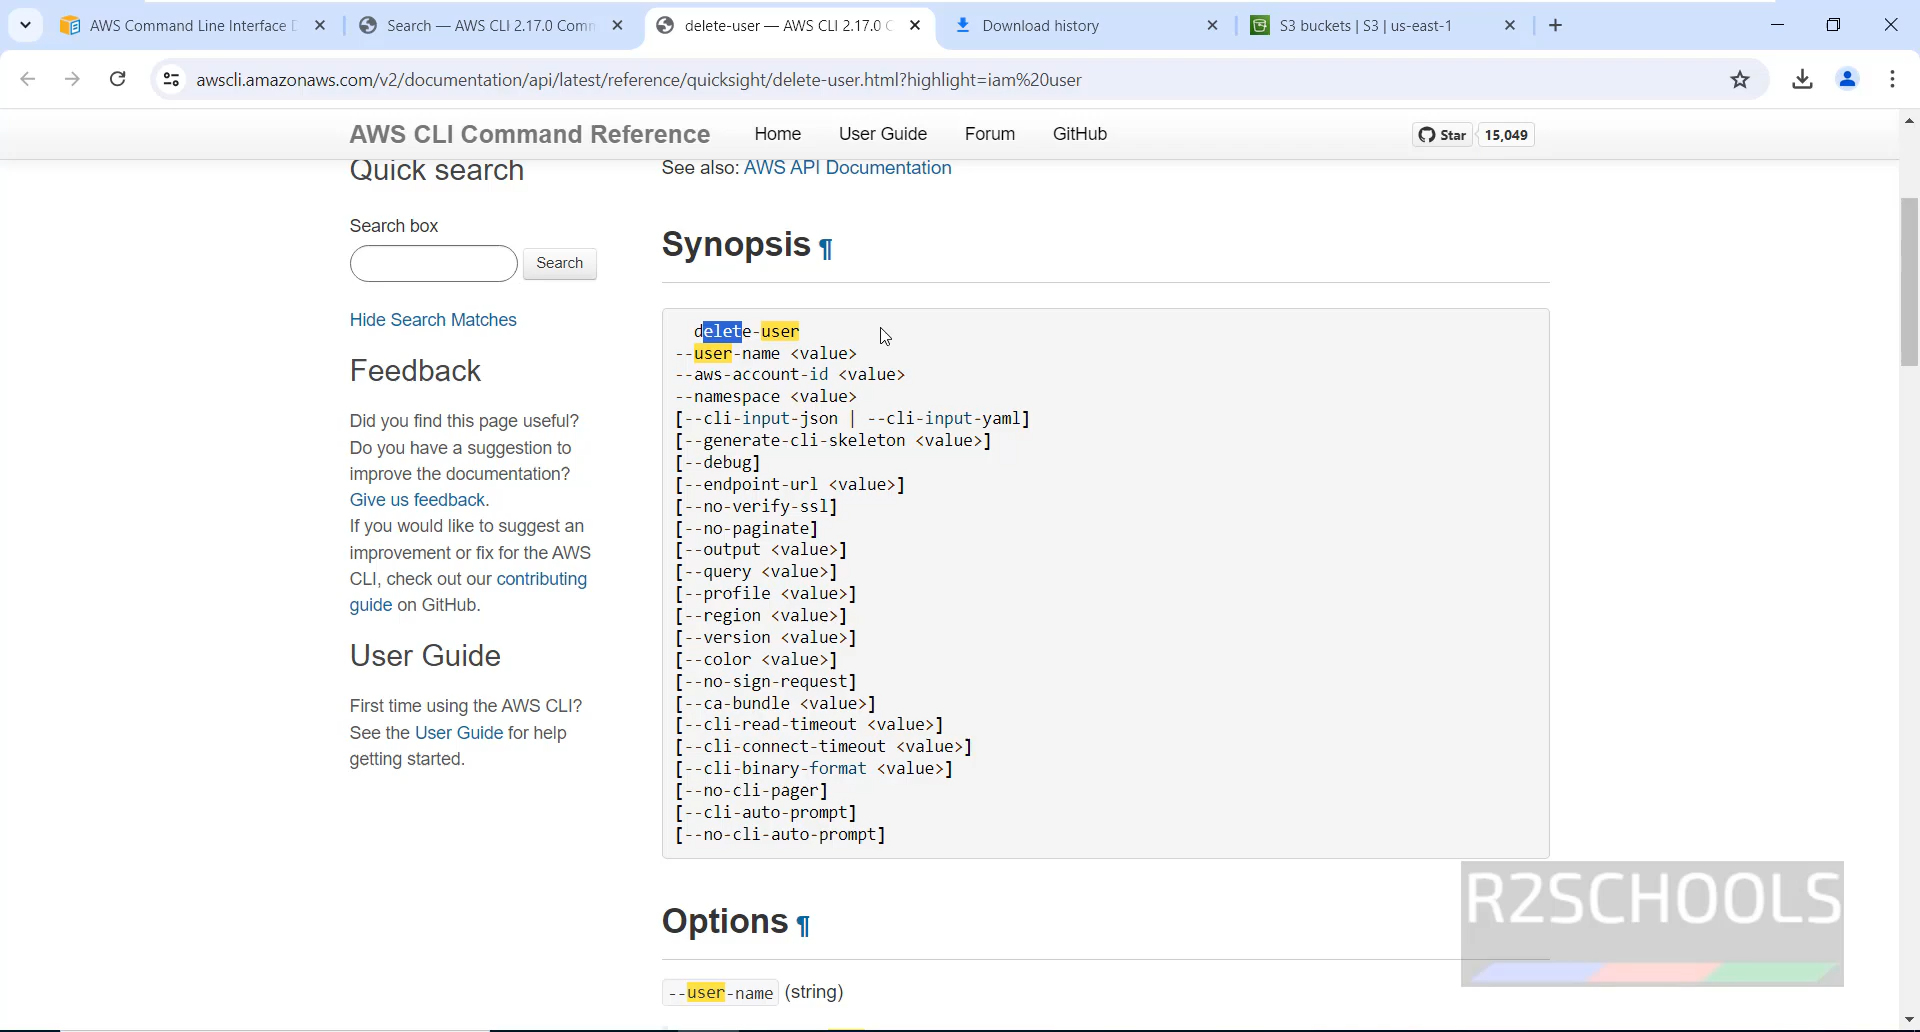 AWS Command Line Interface D
Search — AWS CLI 2.17.0 Comm
delete-user — AWS CLI 2.17.0 C
Download history
S3 buckets | S3 | us-east-1
awscli.amazonaws.com/v2/documentation/api/latest/reference/quicksight/delete-user.html?highlight=iam%20user
AWS CLI Command Reference
Home
User Guide
Forum
GitHub
Star
15,049
Quick search
Search box
Search
Hide Search Matches
Feedback
Did you find this page useful?
Do you have a suggestion to
improve the documentation?
Give us feedback.
If you would like to suggest an
improvement or fix for the AWS
CLI, check out our contributing
guide on GitHub.
User Guide
First time using the AWS CLI?
See the User Guide for help
getting started.
See also: AWS API Documentation
Synopsis ¶
delete-user
--user-name <value>
--aws-account-id <value>
--namespace <value>
[--cli-input-json | --cli-input-yaml]
[--generate-cli-skeleton <value>]
[--debug]
[--endpoint-url <value>]
[--no-verify-ssl]
[--no-paginate]
[--output <value>]
[--query <value>]
[--profile <value>]
[--region <value>]
[--version <value>]
[--color <value>]
[--no-sign-request]
[--ca-bundle <value>]
[--cli-read-timeout <value>]
[--cli-connect-timeout <value>]
[--cli-binary-format <value>]
[--no-cli-pager]
[--cli-auto-prompt]
[--no-cli-auto-prompt]
Options ¶
--user-name (string)
R2SCHOOLS